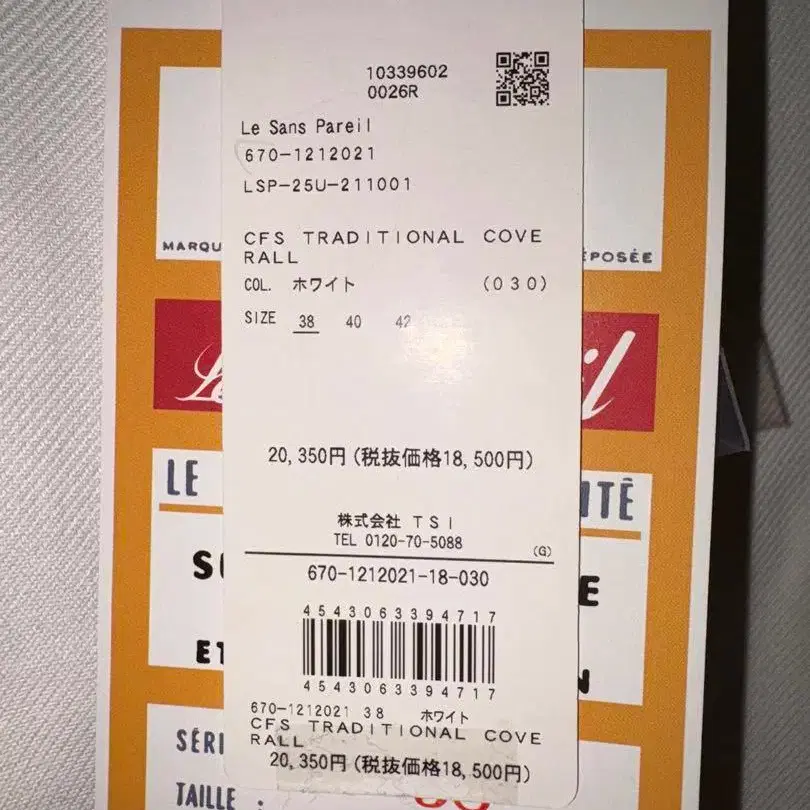 10339602
0026R
Le Sans Pareil
670-1212021
LSP-25U-211001
CFS TRADITIONAL COVE
RALL
COL. ホワイト (030)
SIZE 38 40 42
20,350円(税抜価格18,500円)
株式会社 TSI
TEL 0120-70-5088
(G)
670-1212021-18-030
4543063394717
4543063394717
670-1212021 38 ホワイト
CFS TRADITIONAL COVE
RALL
20,350円(税抜価格18,500円)
LE
TAILLE :